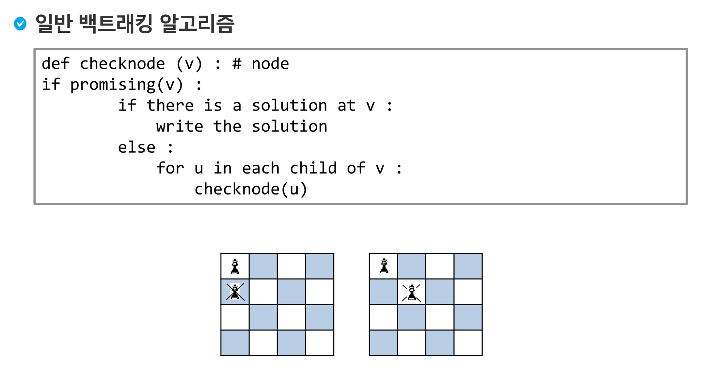 일반 백트래킹 알고리즘
def checknode (v) : # node
if promising(v) :
        if there is a solution at v :
            write the solution
        else :
            for u in each child of v :
                checknode(u)